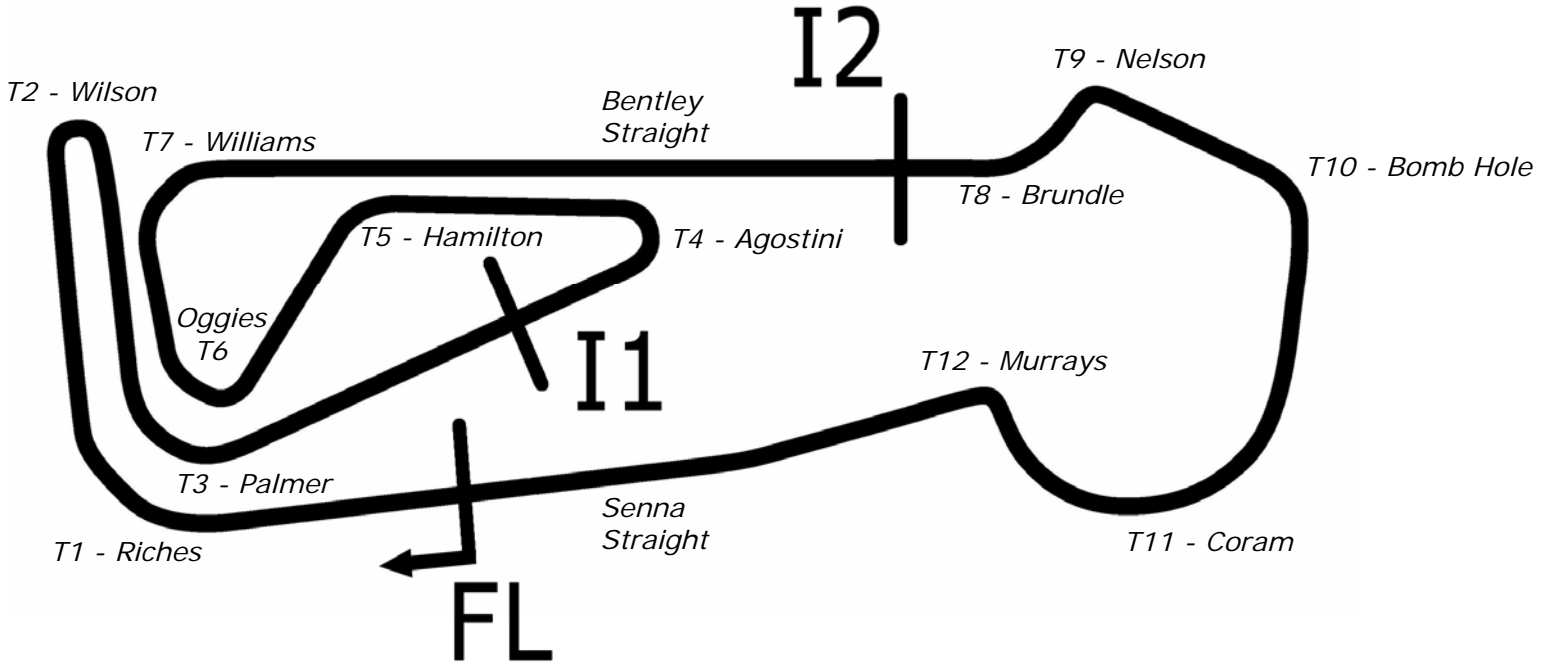 I2
T9 - Nelson
T2 - Wilson
Bentley
Straight
T7 - Williams
T10 - Bomb Hole
T8 - Brundle
T5 - Hamilton
T4 - Agostini
Oggies
T6
I1
T12 - Murrays
T3 - Palmer
Senna
Straight
T1 - Riches
T11 - Coram
FL